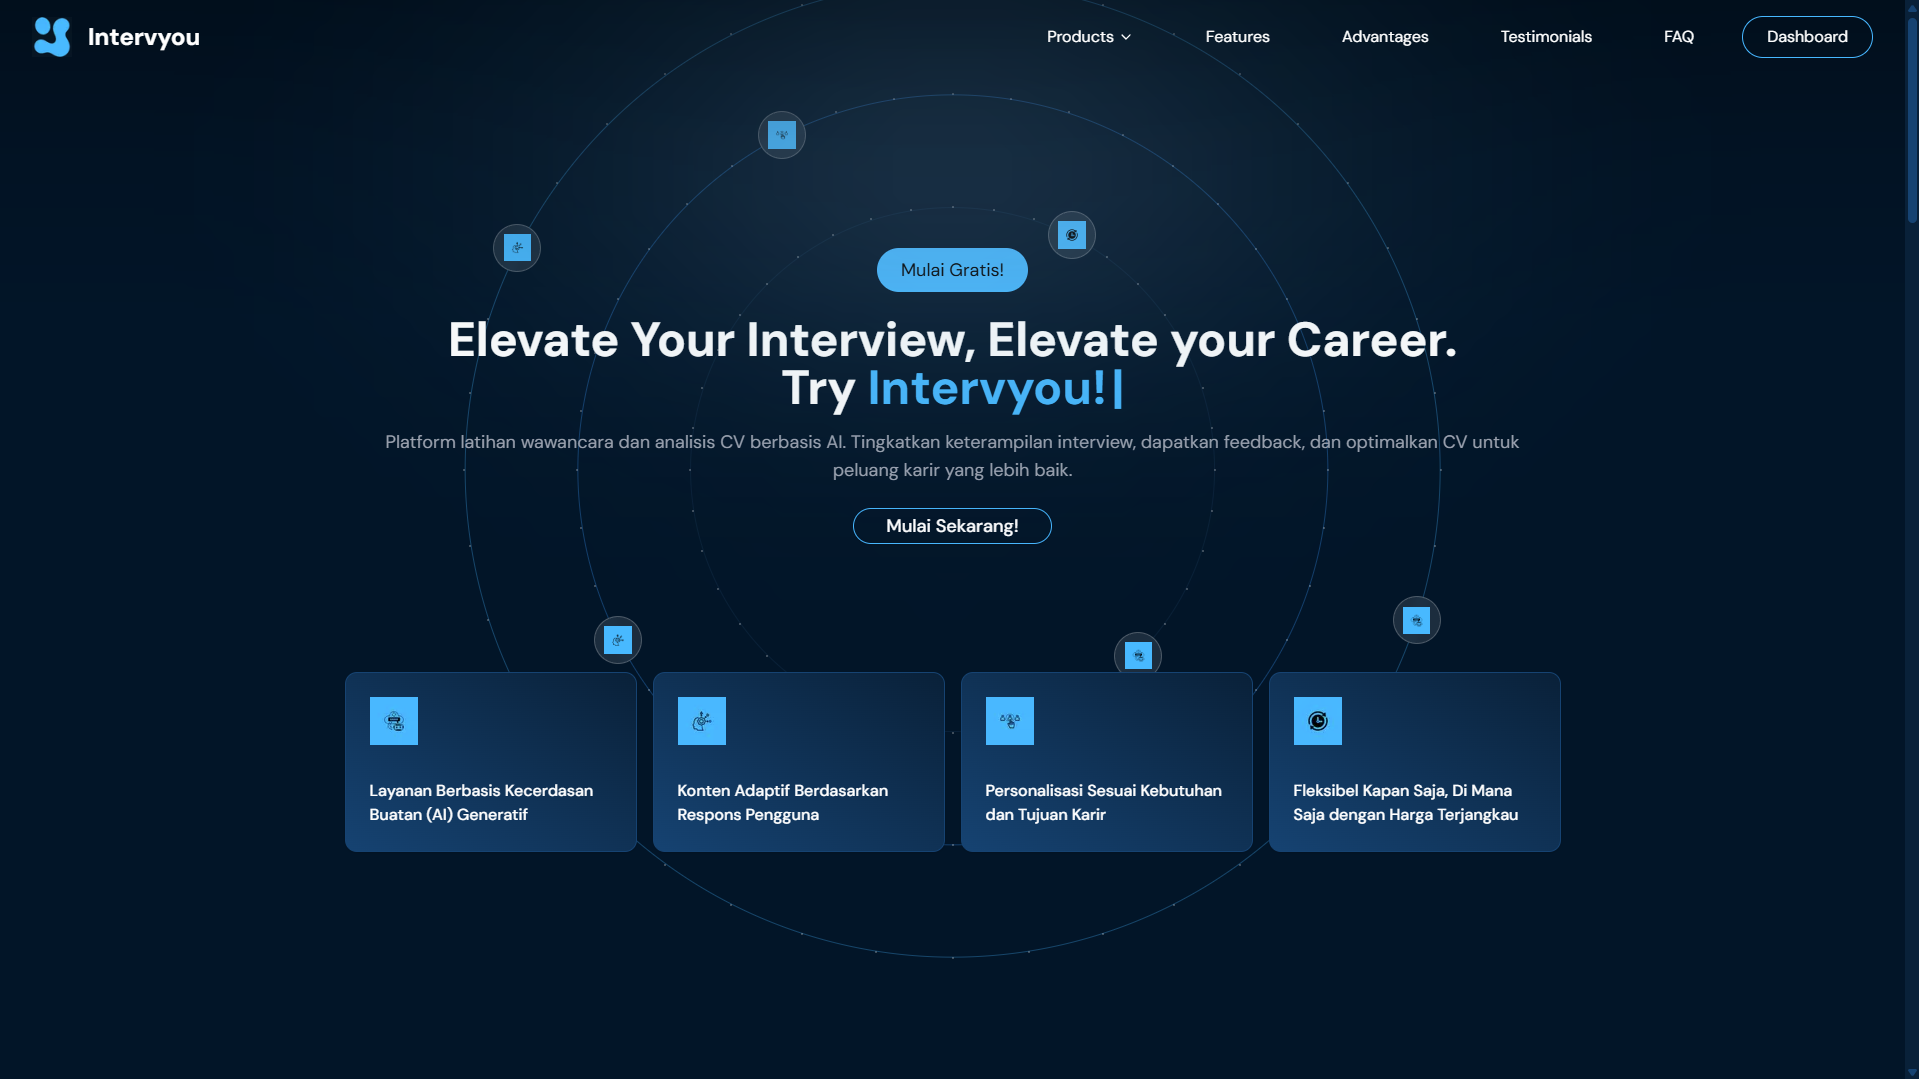 Intervyou
Products
Features
Advantages
Testimonials
FAQ
Dashboard
Mulai Gratis!
Elevate Your Interview, Elevate your Career.
Try Intervyou!|
Platform latihan wawancara dan analisis CV berbasis AI. Tingkatkan keterampilan interview, dapatkan feedback, dan optimalkan CV untuk
peluang karir yang lebih baik.
Mulai Sekarang!
Layanan Berbasis Kecerdasan
Buatan (AI) Generatif
Konten Adaptif Berdasarkan
Respons Pengguna
Personalisasi Sesuai Kebutuhan
dan Tujuan Karir
Fleksibel Kapan Saja, Di Mana
Saja dengan Harga Terjangkau